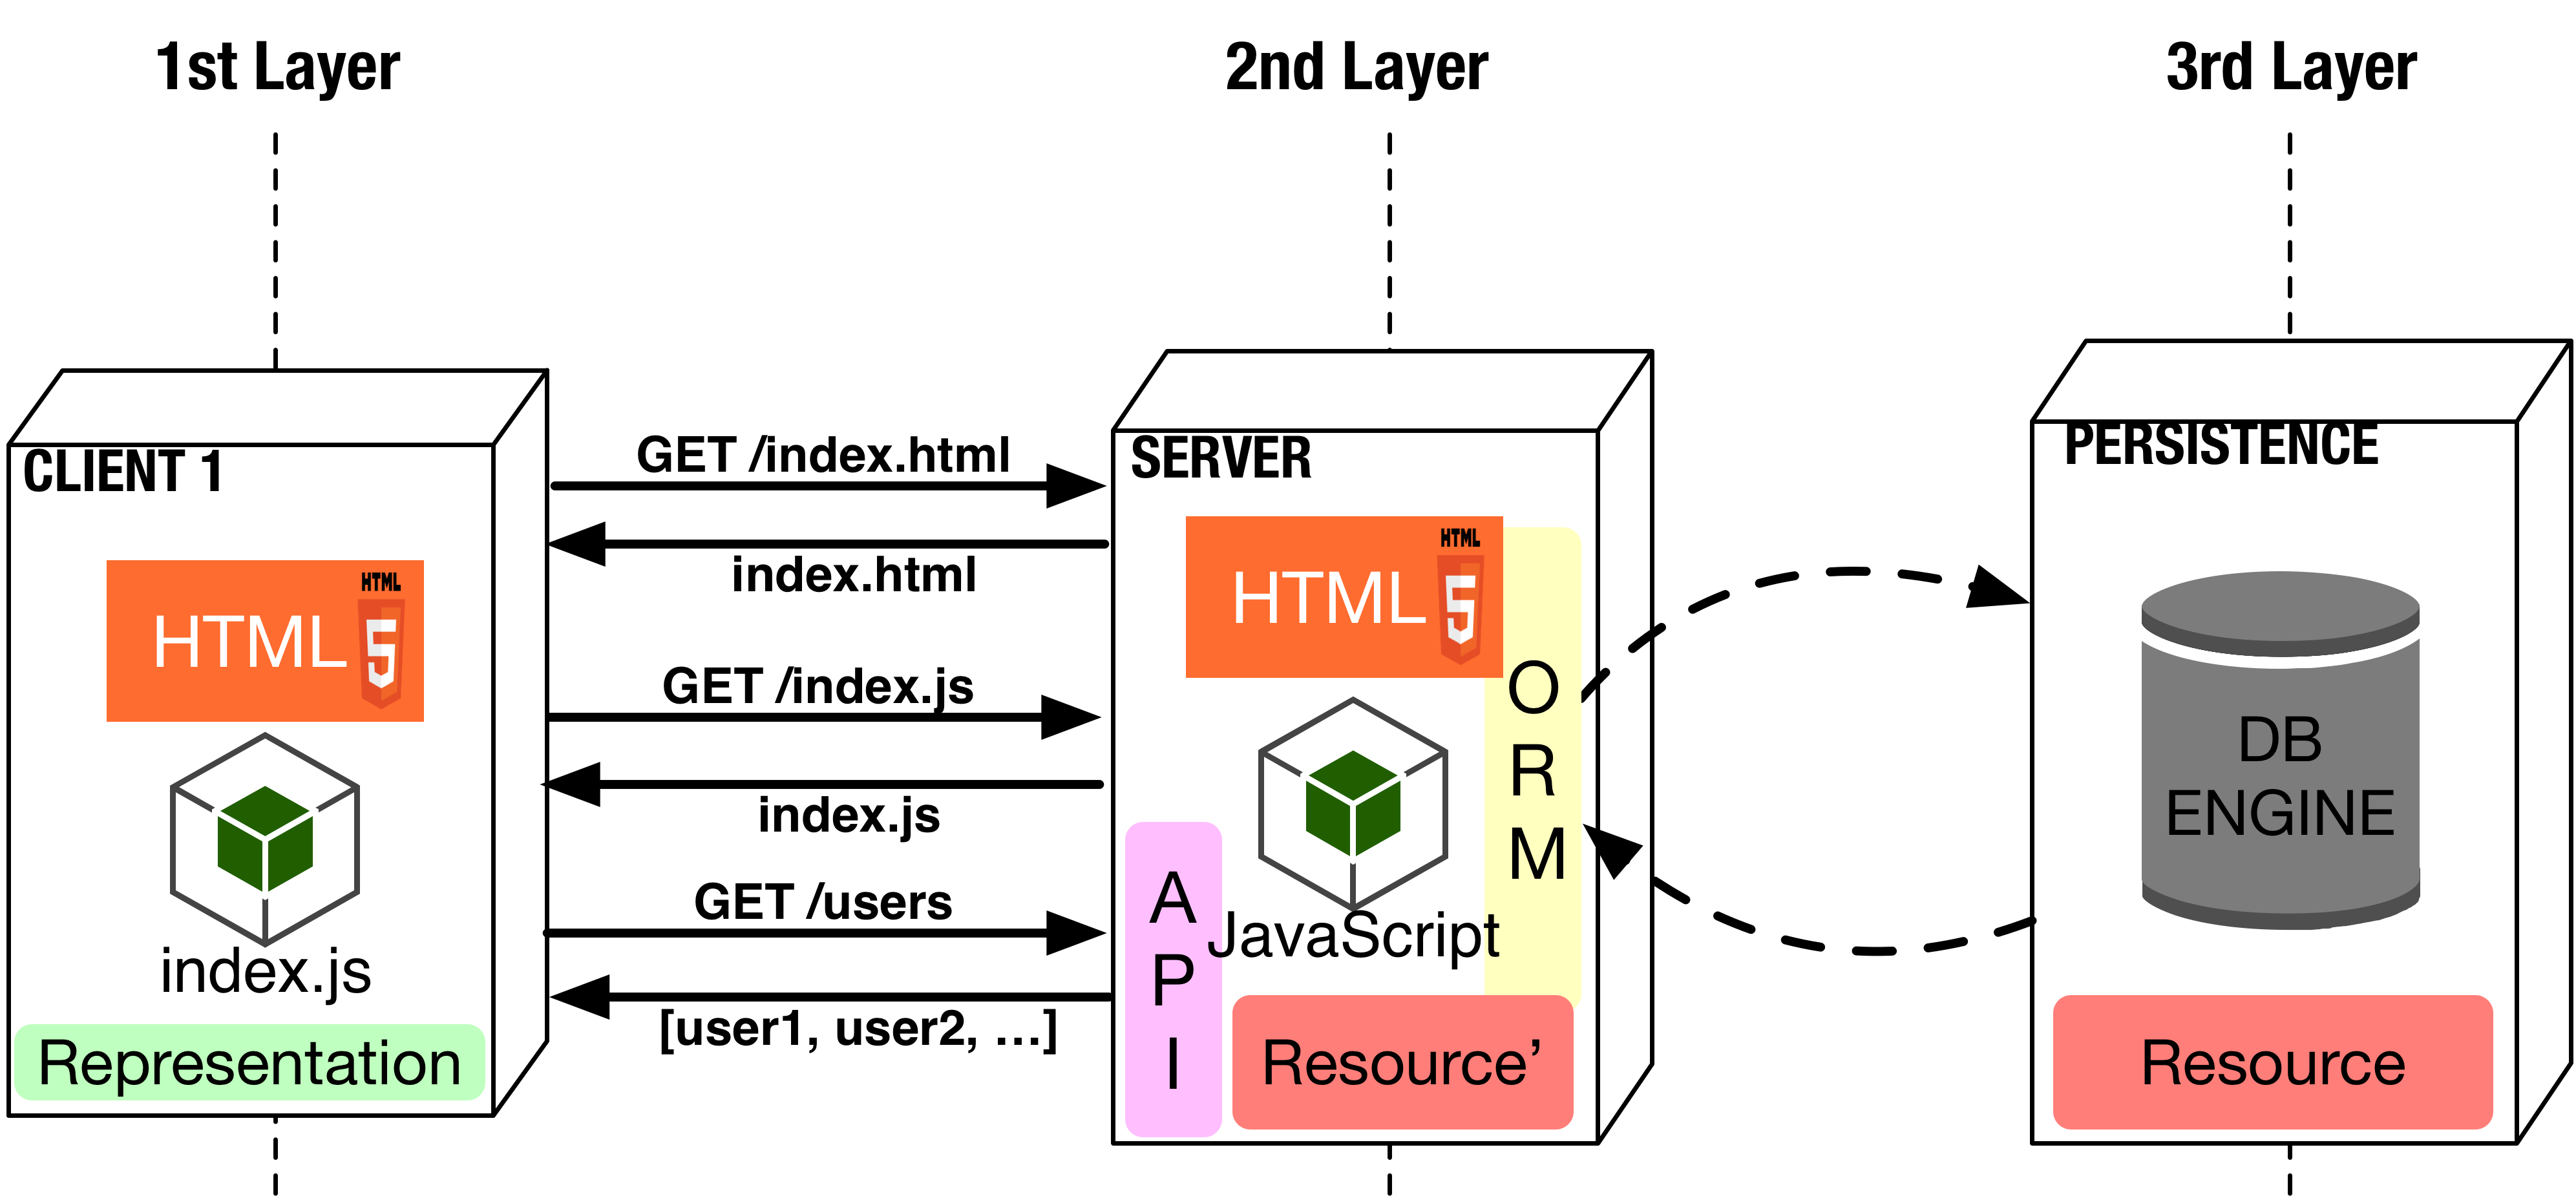 1st Layer
2nd Layer
3rd Layer
CLIENT 1
HTML
HTML
5
index.js
Representation
GET /index.html
index.html
GET /index.js
index.js
GET /users
[user1, user2, …]
SERVER
HTML
HTML
5
O
R
M
JavaScript
A
P
I
Resource’
PERSISTENCE
DB
ENGINE
Resource